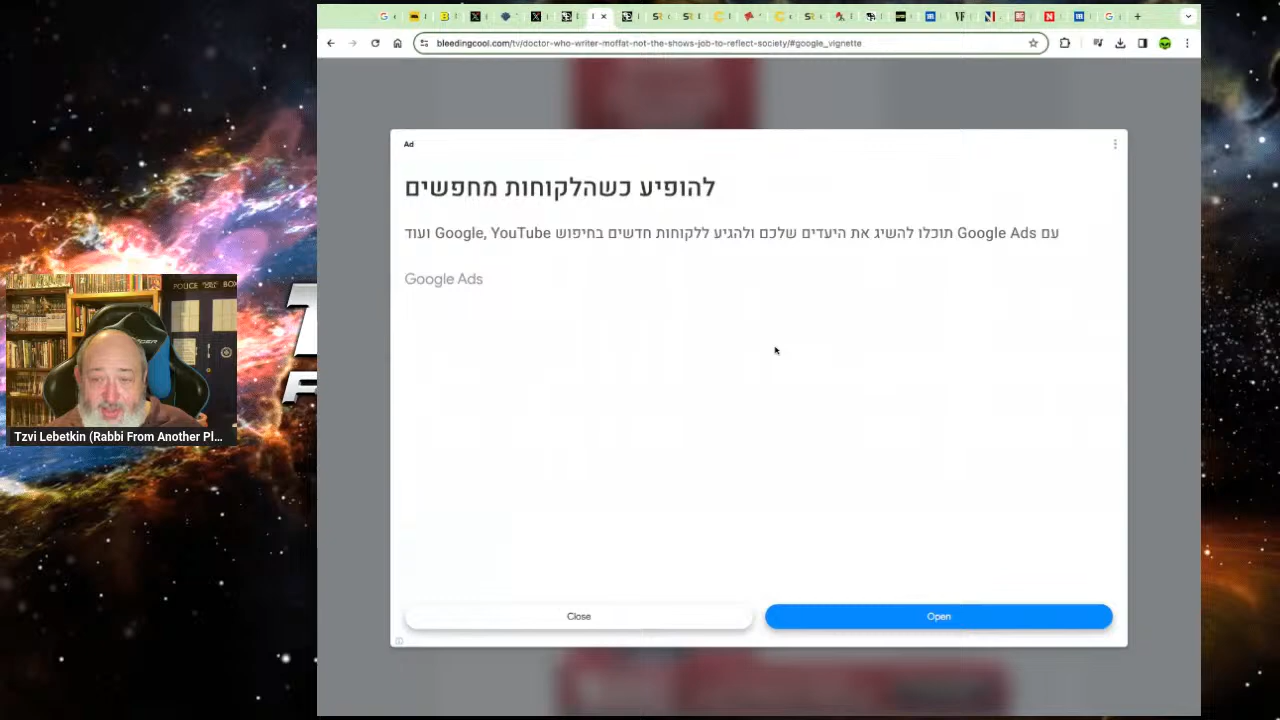 bleedingcool.com/tv/doctor-who-writer-moffat-not-the-shows-job-to-reflect-society/#google_vignette
Ad
להופיע כשהלקוחות מחפשים
עם Google Ads תוכלו להשיג את היעדים שלכם ולהגיע ללקוחות חדשים בחיפוש Google, YouTube ועוד
Google Ads
Close
Open
POLICE BOX
Tzvi Lebetkin (Rabbi From Another Pl...